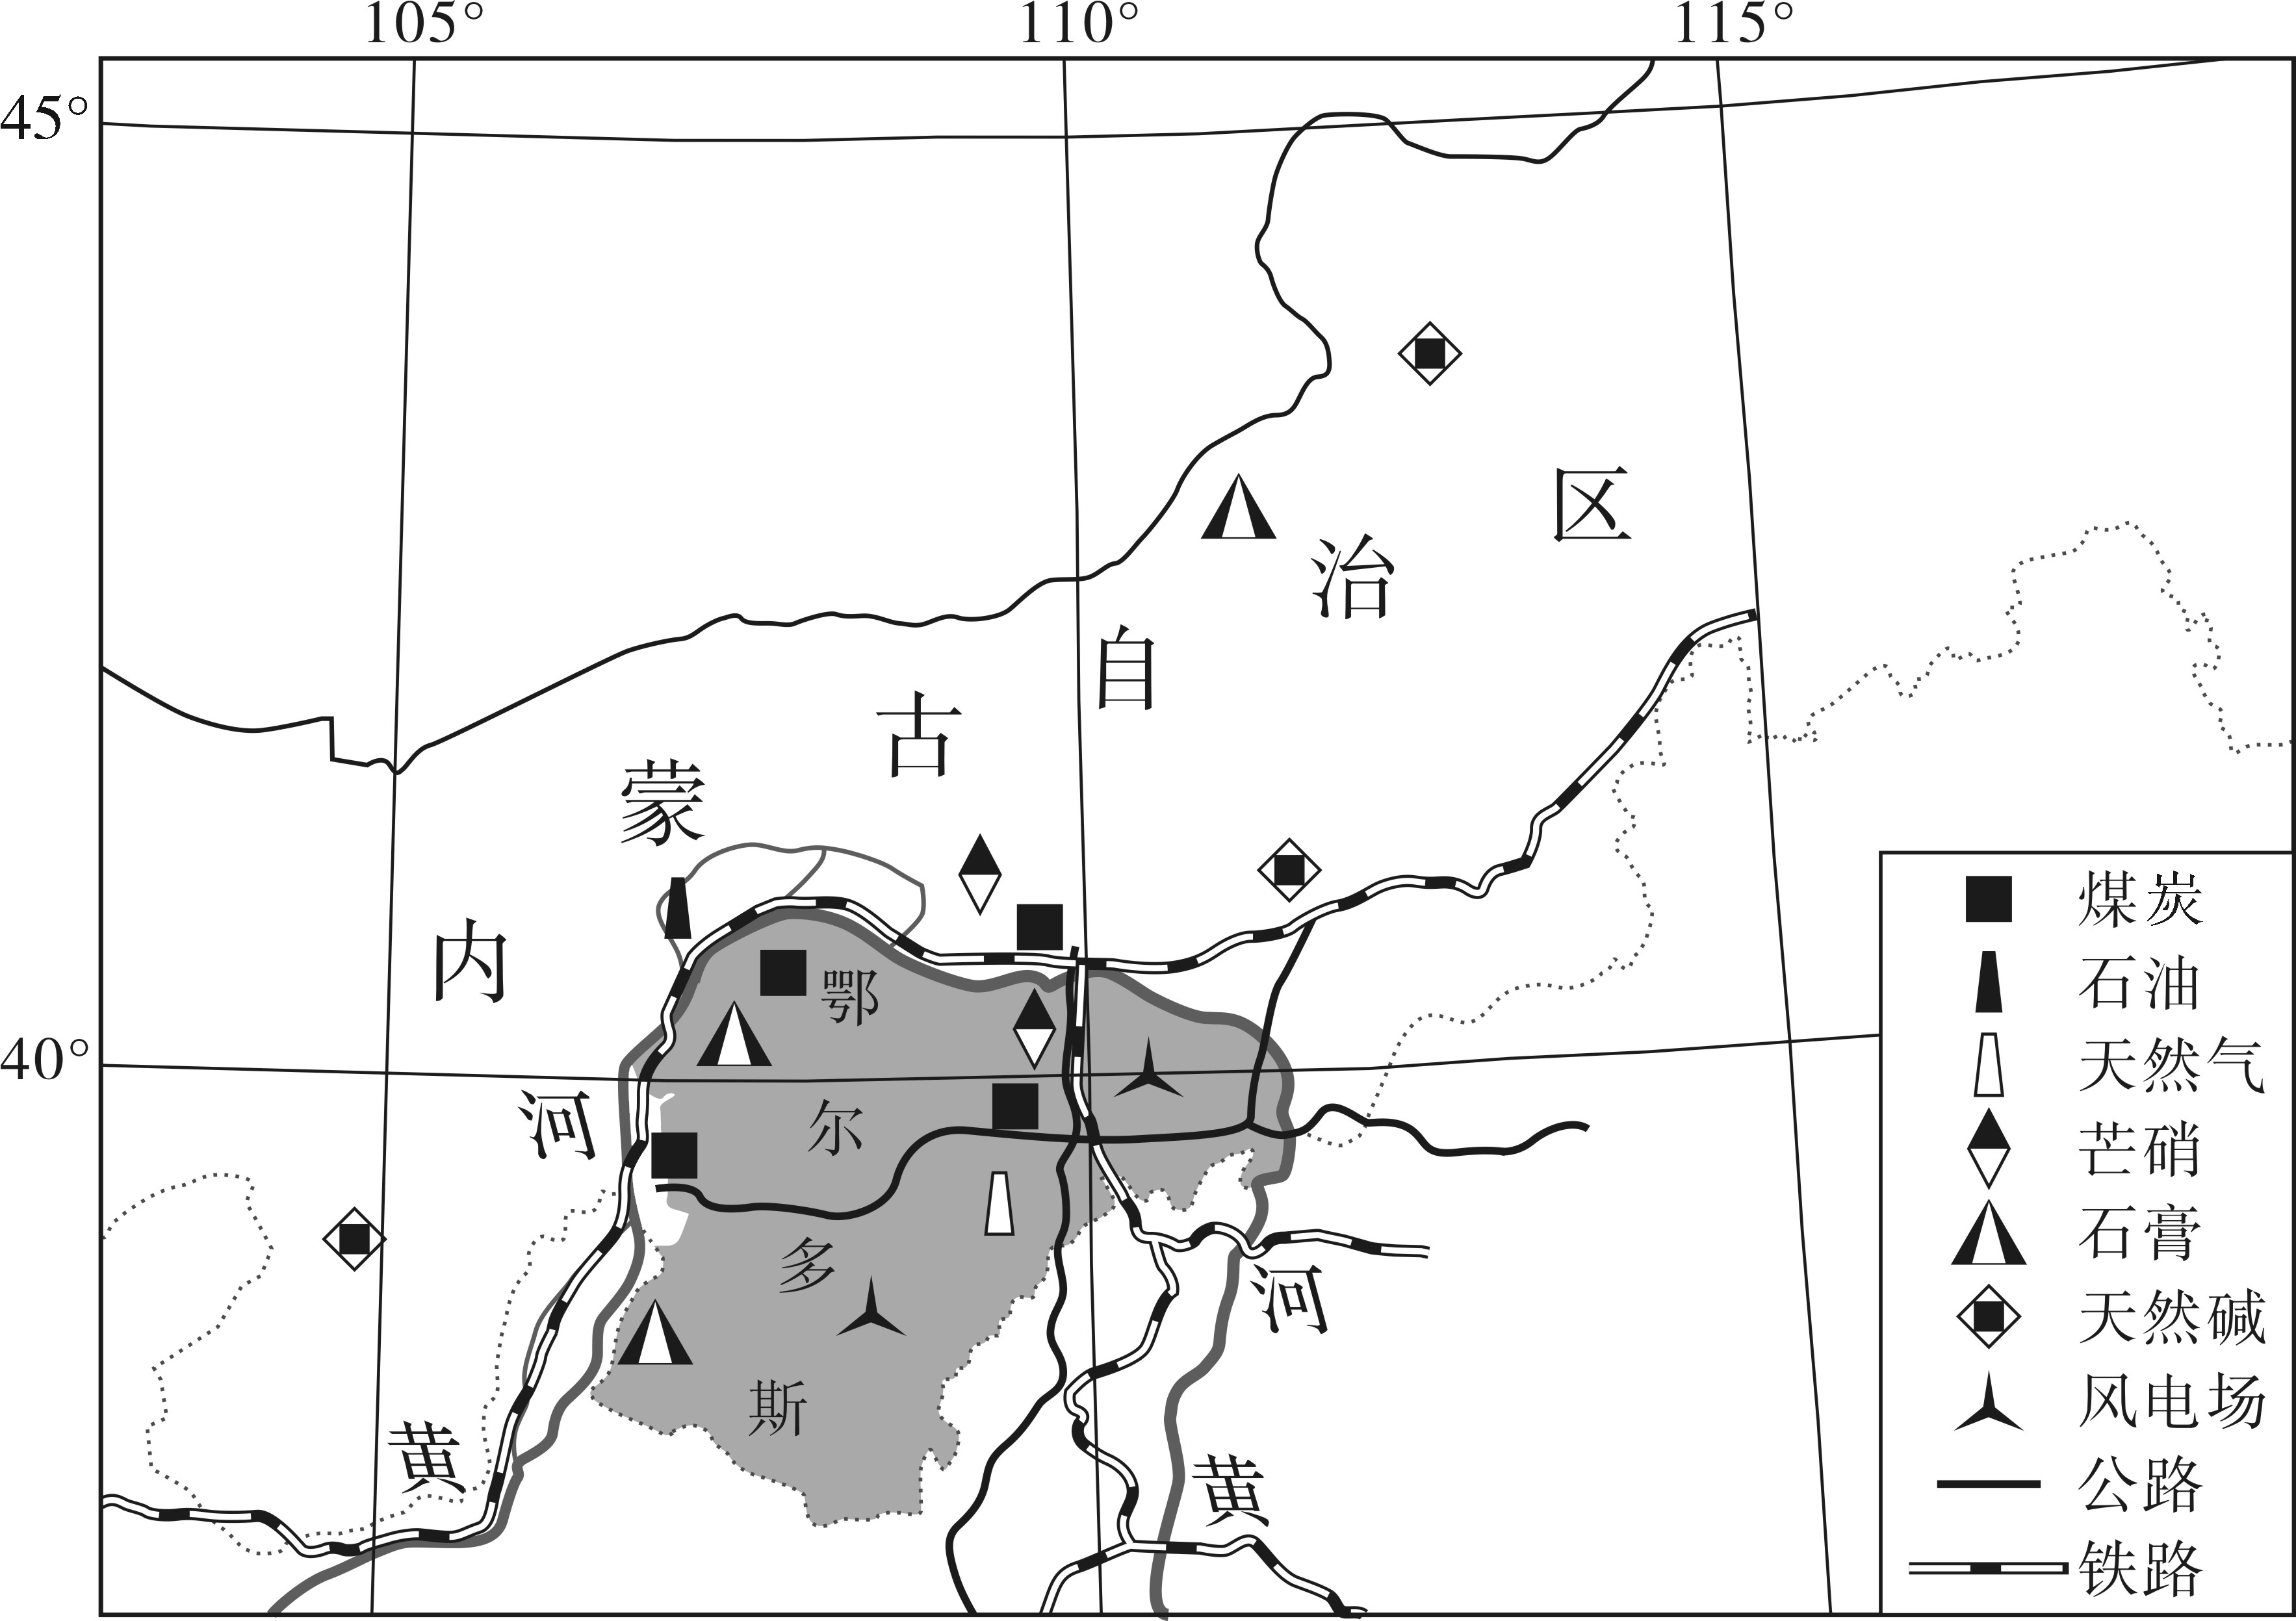 105°
110°
115°
45°
40°
内蒙古自治区
鄂尔多斯
黄河
黄河
煤炭
石油
天然气
芒硝
石膏
天然碱
风电场
公路
铁路